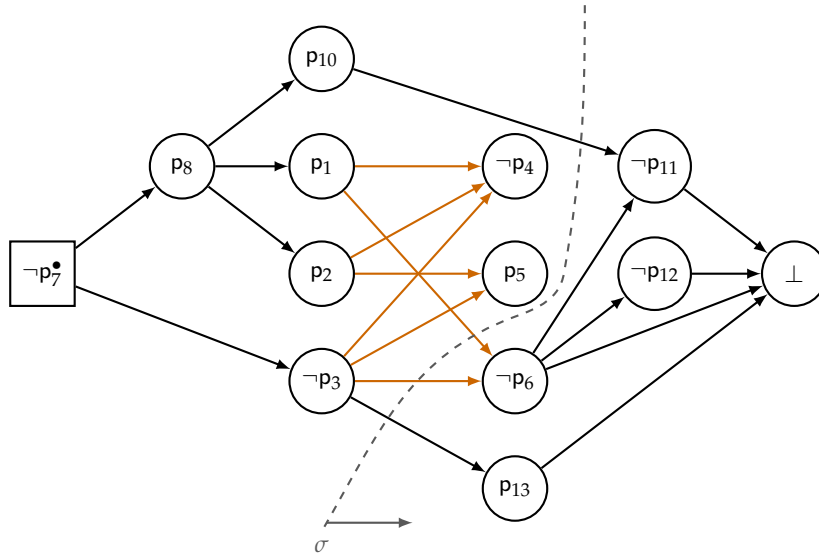 p₁₀
p₈
p₁
¬p₄
¬p₁₁
¬p₇•
p₂
p₅
¬p₁₂
⊥
¬p₃
¬p₆
p₁₃
σ